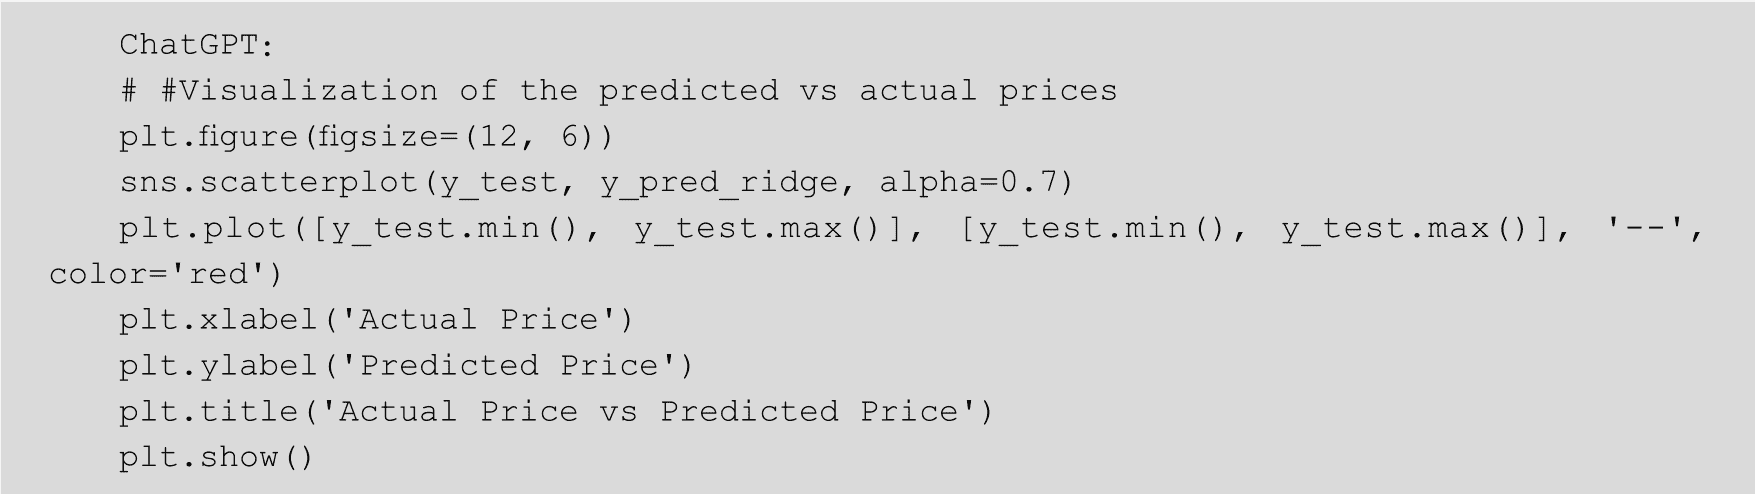 ChatGPT:
# #Visualization of the predicted vs actual prices
plt.figure(figsize=(12, 6))
sns.scatterplot(y_test, y_pred_ridge, alpha=0.7)
plt.plot([y_test.min(), y_test.max()], [y_test.min(), y_test.max()], '--',
color='red')
plt.xlabel('Actual Price')
plt.ylabel('Predicted Price')
plt.title('Actual Price vs Predicted Price')
plt.show()